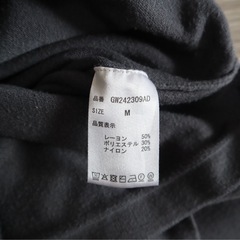 品番 GW242309AD
SIZE M
品質表示
レーヨン 50%
ポリエステル 30%
ナイロン 20%